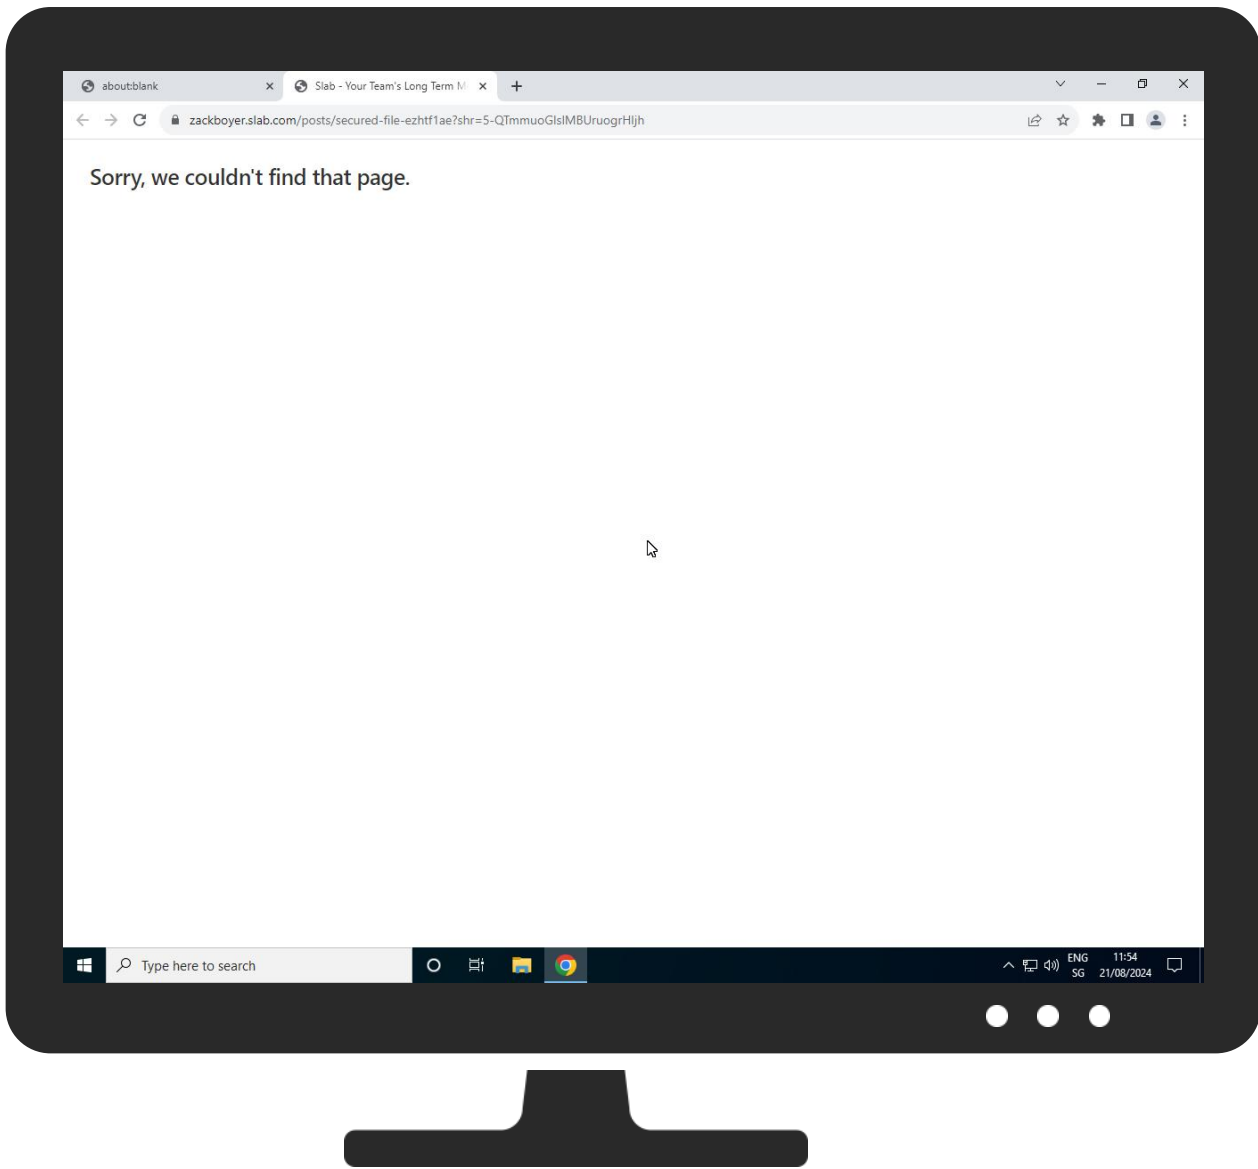 about:blank
Slab - Your Team's Long Term M
zackboyer.slab.com/posts/secured-file-ezhtf1ae?shr=5-QTmmuoGlsIMBUruogrHljh
Sorry, we couldn't find that page.
Type here to search
ENG
SG
11:54
21/08/2024